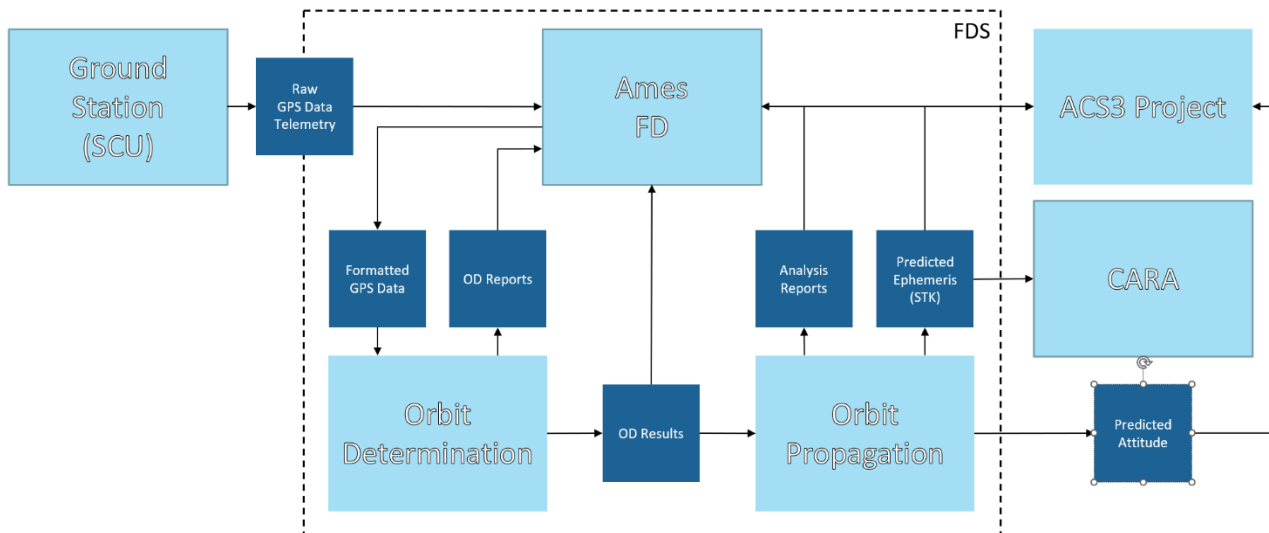 FDS
Ground
Station
(SCU)
Raw
GPS Data
Telemetry
Ames
FD
ACS3 Project
Formatted
GPS Data
OD Reports
Analysis
Reports
Predicted
Ephemeris
(STK)
CARA
Orbit
Determination
OD Results
Orbit
Propagation
Predicted
Attitude